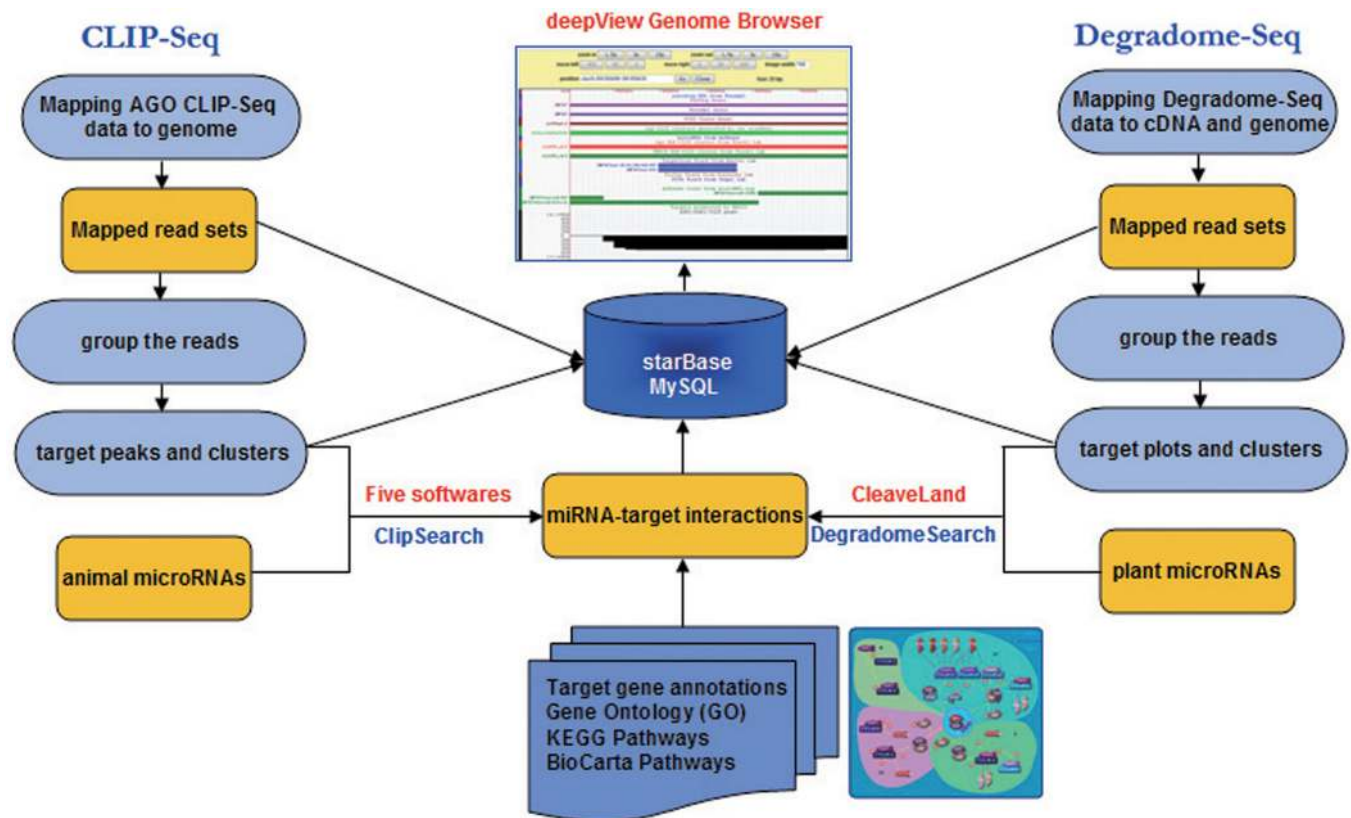 deepView Genome Browser
CLIP-Seq
Degradome-Seq
Mapping AGO CLIP-Seq
data to genome
Mapping Degradome-Seq
data to cDNA and genome
Mapped read sets
Mapped read sets
group the reads
group the reads
starBase
MySQL
target peaks and clusters
target plots and clusters
Five softwares
ClipSearch
miRNA-target interactions
CleaveLand
DegradomeSearch
animal microRNAs
plant microRNAs
Target gene annotations
Gene Ontology (GO)
KEGG Pathways
BioCarta Pathways